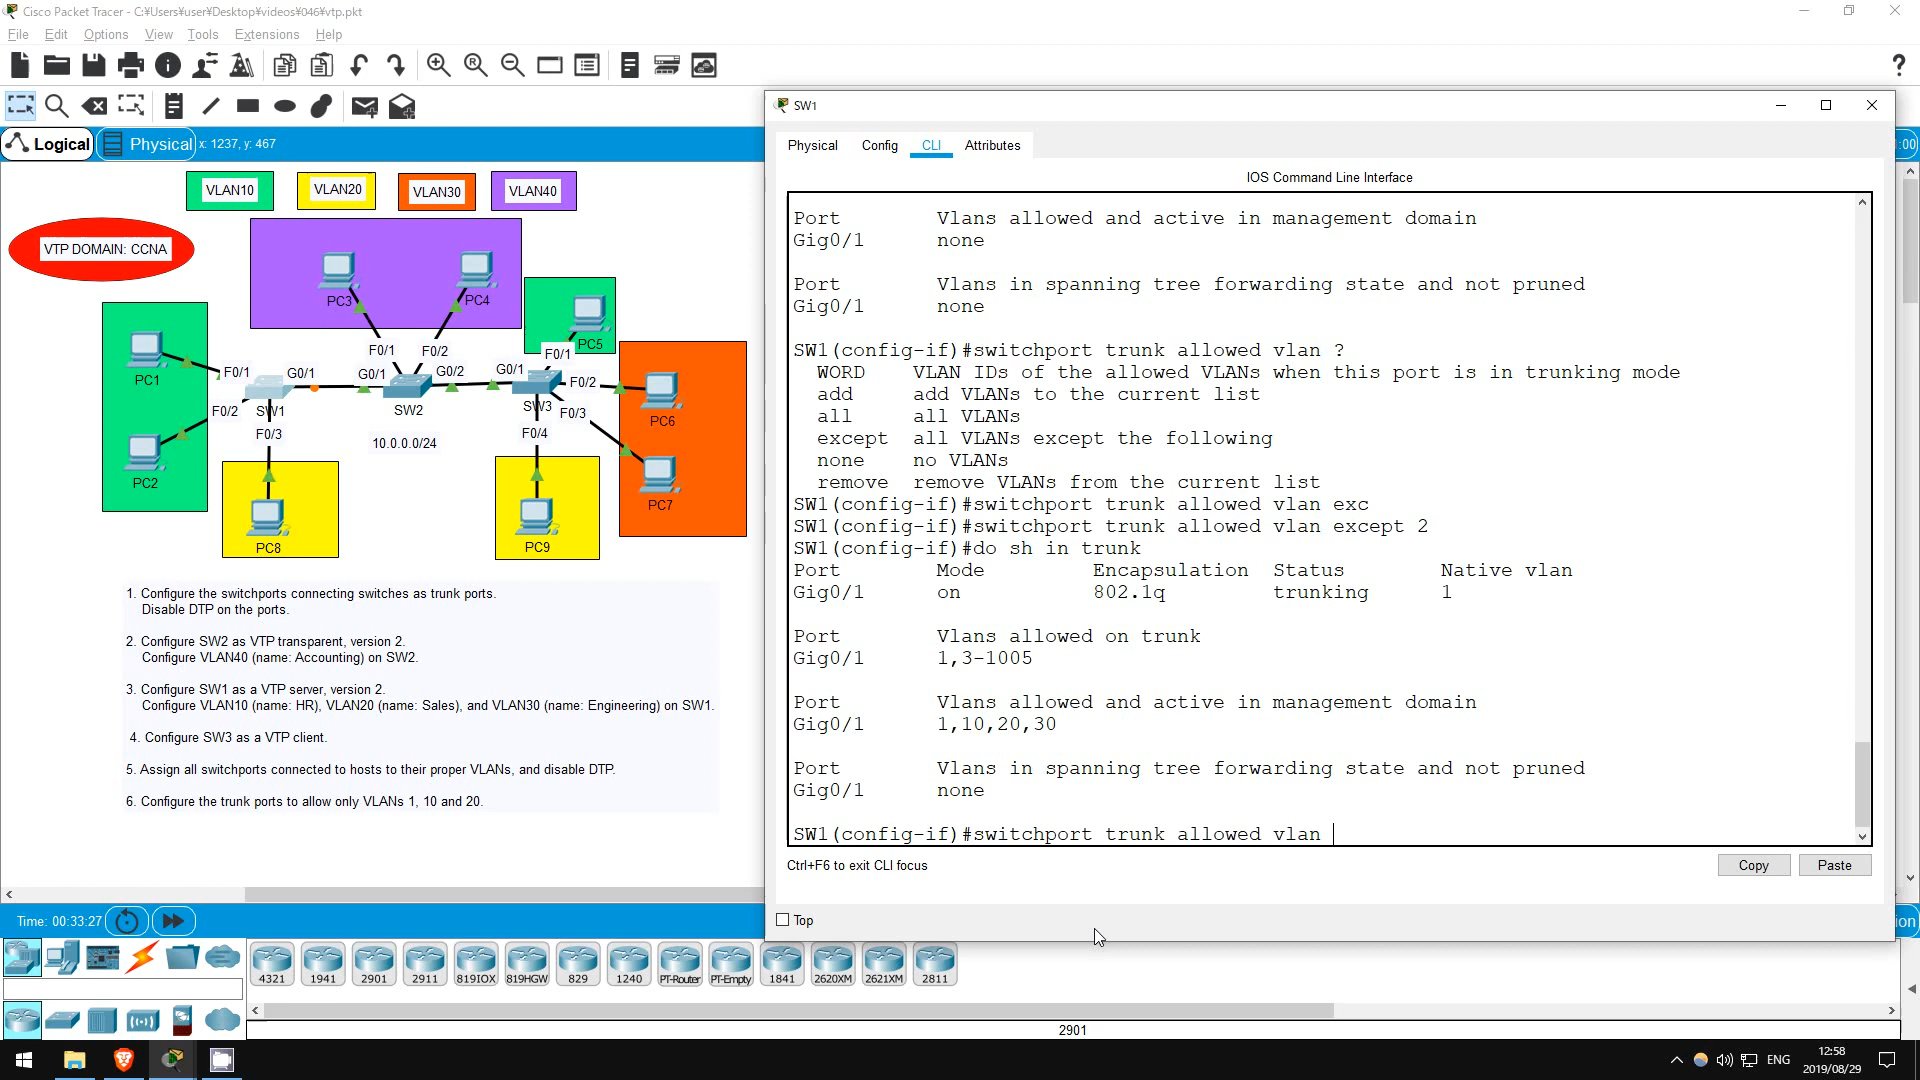 Cisco Packet Tracer - C:¥Users¥user¥Desktop¥videos¥046¥vtp.pkt
File Edit Options View Tools Extensions Help
Logical Physical x: 1237, y: 467
:00
VLAN10 VLAN20 VLAN30 VLAN40
VTP DOMAIN: CCNA
PC3 PC4
PC1
PC5
F0/1 F0/2 F0/1
F0/1 G0/1 G0/1 G0/2 G0/1 F0/2
SW1 SW2 SW3
F0/2 F0/3
F0/3 10.0.0.0/24 F0/4
PC6
PC2
PC7
PC8 PC9
1. Configure the switchports connecting switches as trunk ports.
Disable DTP on the ports.
2. Configure SW2 as VTP transparent, version 2.
Configure VLAN40 (name: Accounting) on SW2.
3. Configure SW1 as a VTP server, version 2.
Configure VLAN10 (name: HR), VLAN20 (name: Sales), and VLAN30 (name: Engineering) on SW1.
4. Configure SW3 as a VTP client.
5. Assign all switchports connected to hosts to their proper VLANs, and disable DTP.
6. Configure the trunk ports to allow only VLANs 1, 10 and 20.
SW1
Physical Config CLI Attributes
IOS Command Line Interface
Port Vlans allowed and active in management domain
Gig0/1 none
Port Vlans in spanning tree forwarding state and not pruned
Gig0/1 none
SW1(config-if)#switchport trunk allowed vlan ?
WORD VLAN IDs of the allowed VLANs when this port is in trunking mode
add add VLANs to the current list
all all VLANs
except all VLANs except the following
none no VLANs
remove remove VLANs from the current list
SW1(config-if)#switchport trunk allowed vlan exc
SW1(config-if)#switchport trunk allowed vlan except 2
SW1(config-if)#do sh in trunk
Port Mode Encapsulation Status Native vlan
Gig0/1 on 802.1q trunking 1
Port Vlans allowed on trunk
Gig0/1 1,3-1005
Port Vlans allowed and active in management domain
Gig0/1 1,10,20,30
Port Vlans in spanning tree forwarding state and not pruned
Gig0/1 none
SW1(config-if)#switchport trunk allowed vlan
Ctrl+F6 to exit CLI focus
Copy Paste
Top
Time: 00:33:27
ion
4321 1941 2901 2911 819IOX 819HGW 829 1240 PT-Router PT-Empty 1841 2620XM 2621XM 2811
2901
ENG
12:58
2019/08/29